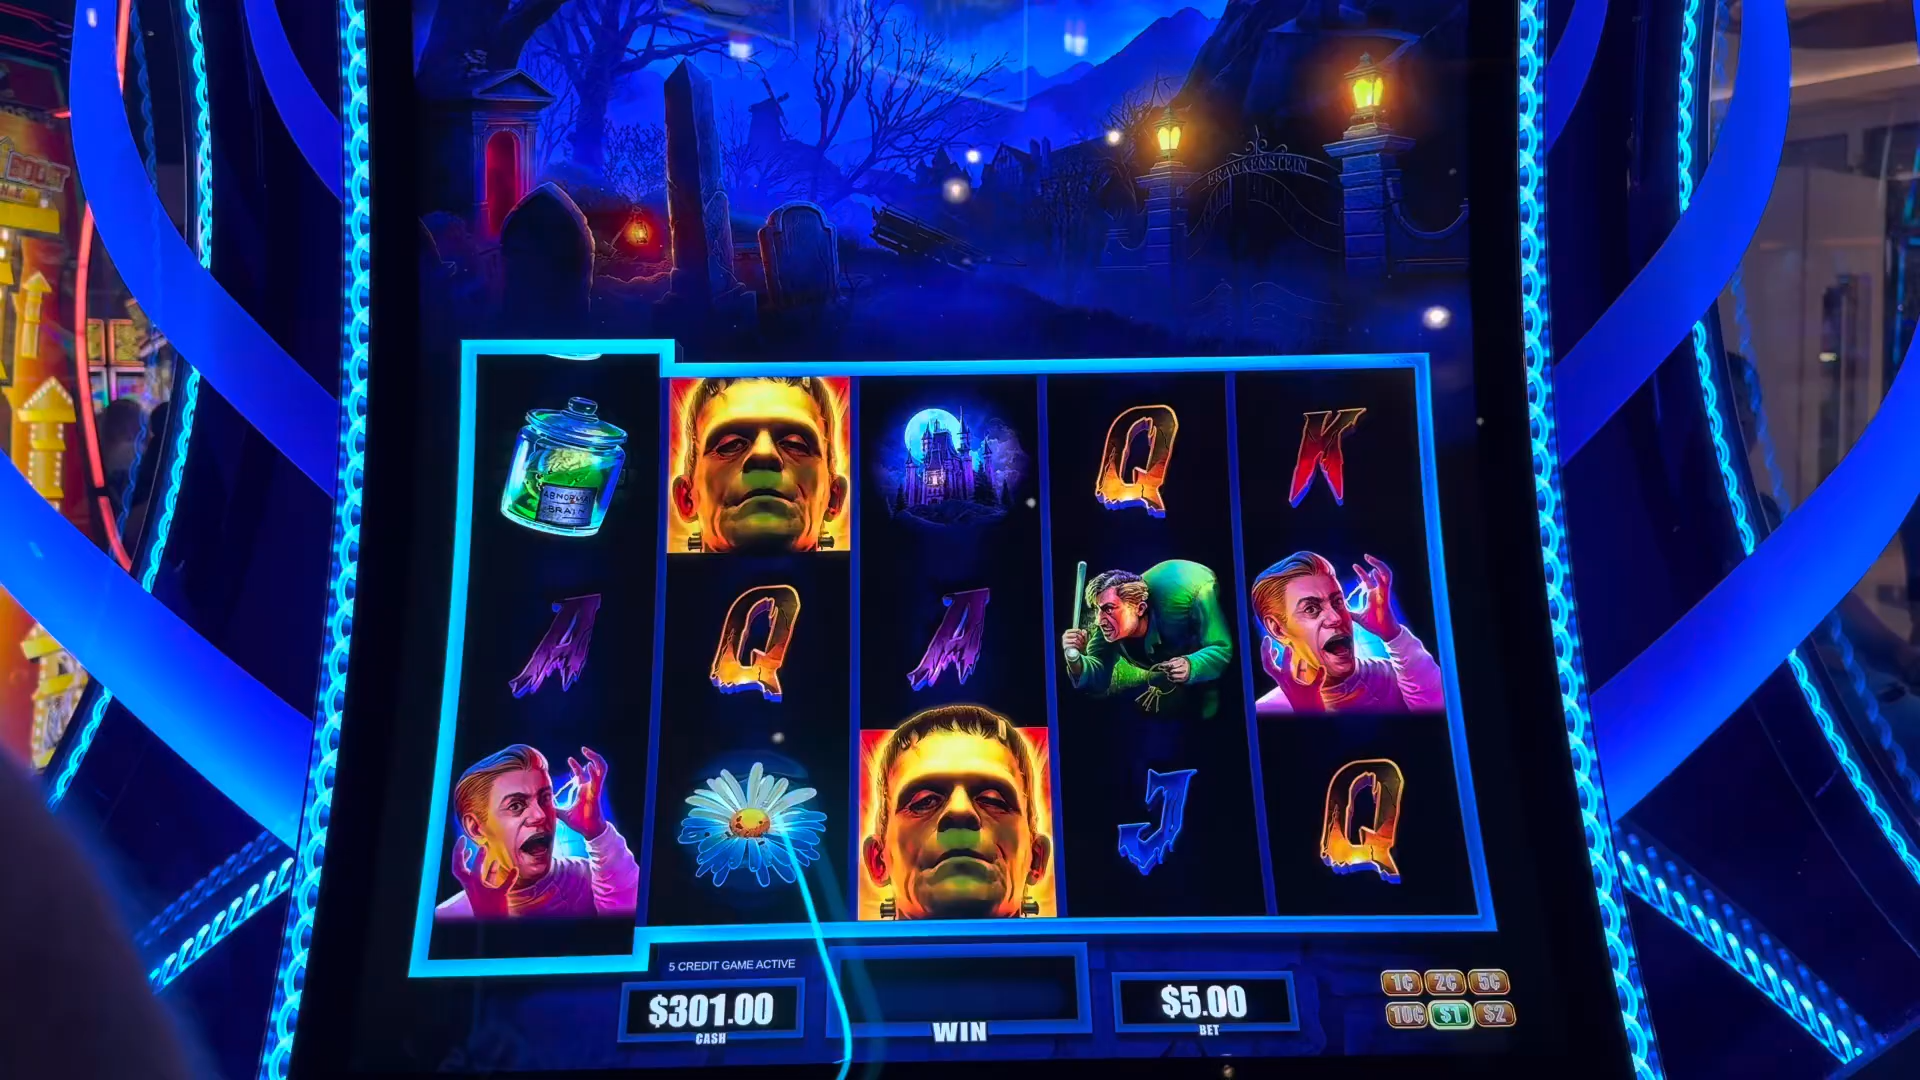 BOOST
FRANKENSTEIN
Q
K
ABNORMAL
BRAIN
A
Q
A
J
Q
5 CREDIT GAME ACTIVE
$301.00
CASH
WIN
$5.00
BET
1¢ 2¢ 5¢
10¢ $1 $2